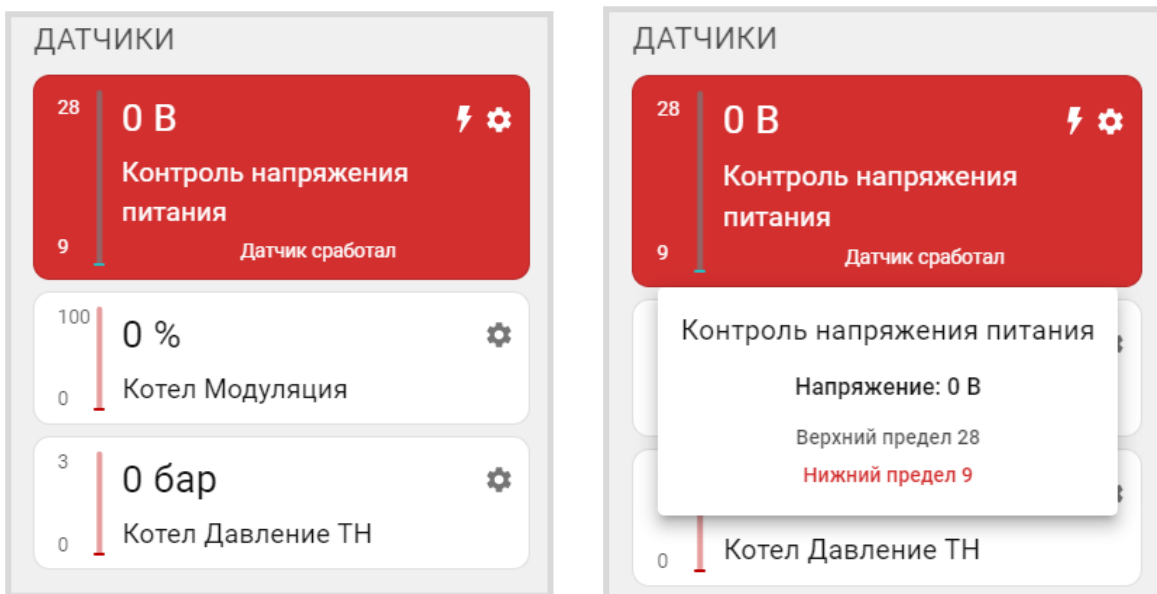 ДАТЧИКИ
28
0 В
Контроль напряжения
питания
9
Датчик сработал
100
0 %
0
Котел Модуляция
3
0 бар
0
Котел Давление ТН
ДАТЧИКИ
28
0 В
Контроль напряжения
питания
9
Датчик сработал
Контроль напряжения питания
Напряжение: 0 В
Верхний предел 28
Нижний предел 9
0
Котел Давление ТН